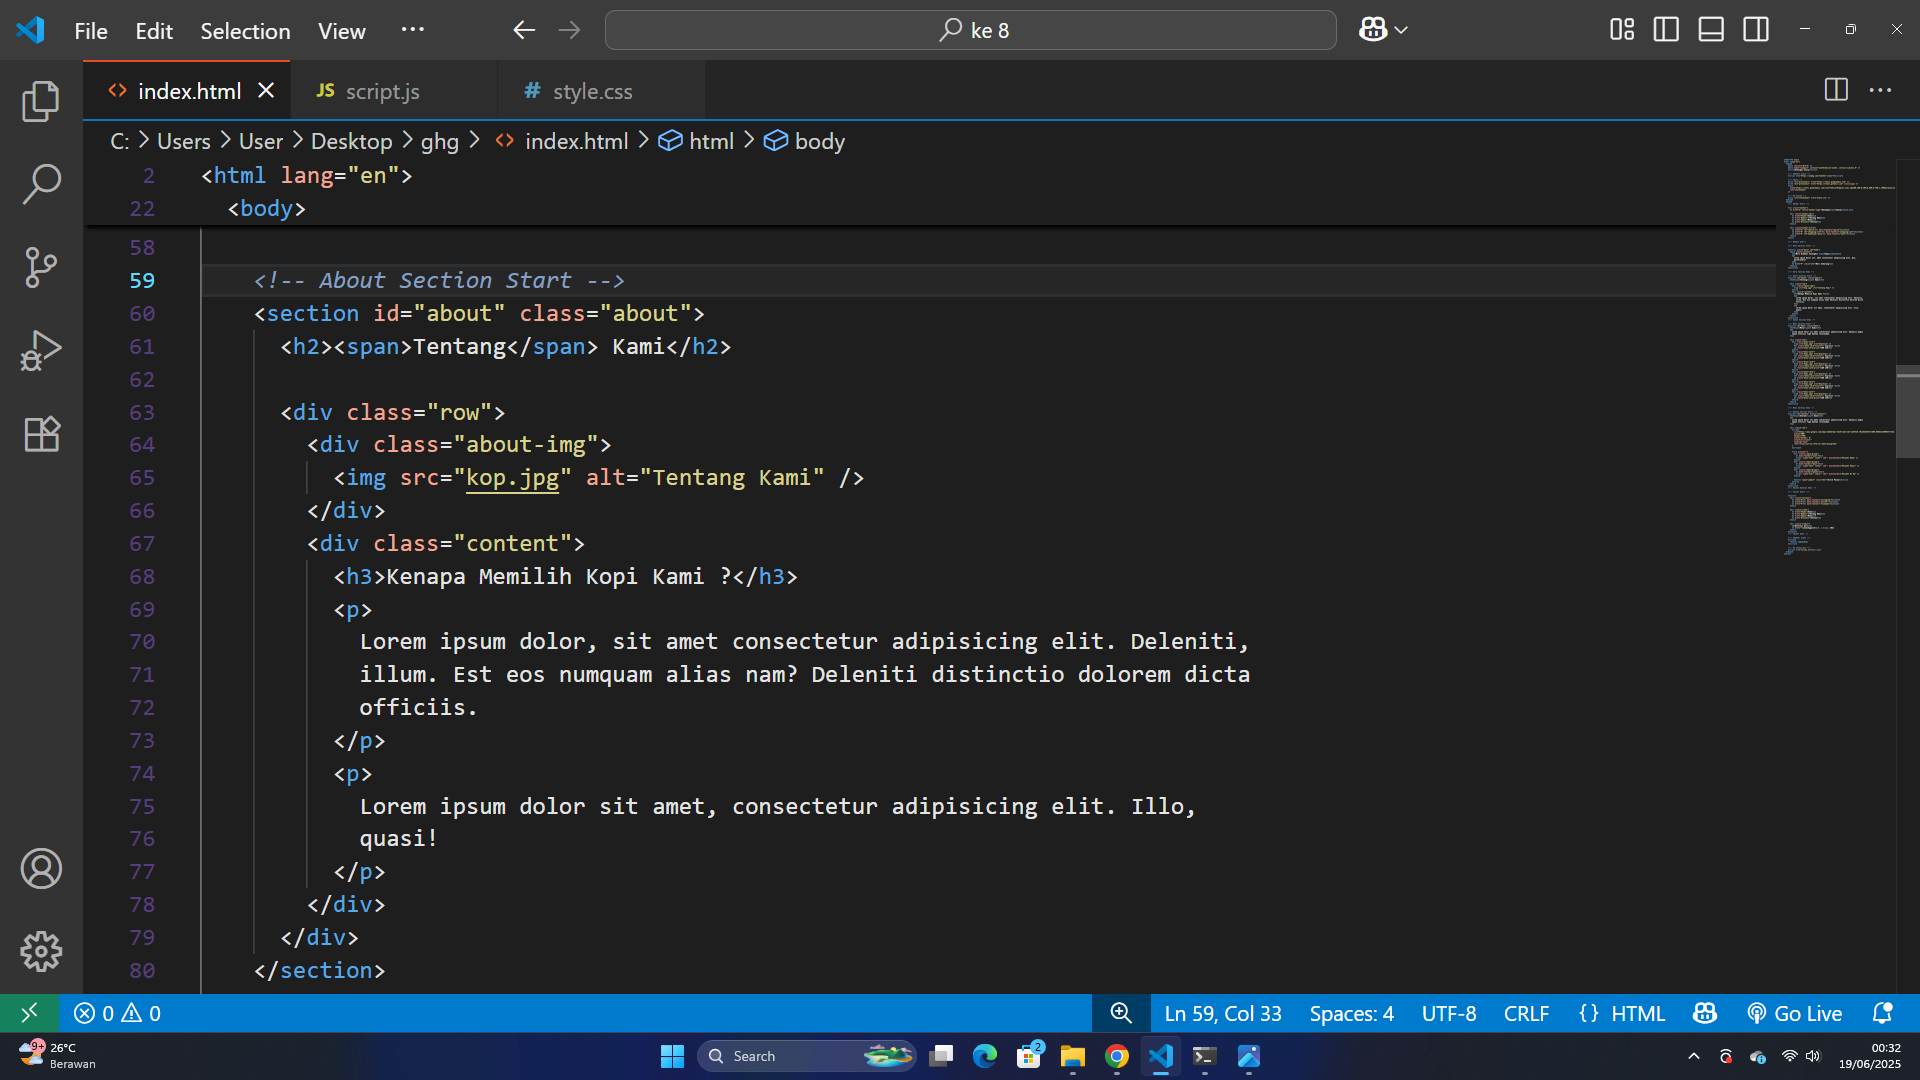 File Edit Selection View ... ke 8
index.html JS script.js # style.css
C: > Users > User > Desktop > ghg > index.html > html > body
2 <html lang="en">
22 <body>
58
59 <!-- About Section Start -->
60 <section id="about" class="about">
61 <h2><span>Tentang</span> Kami</h2>
62
63 <div class="row">
64 <div class="about-img">
65 <img src="kop.jpg" alt="Tentang Kami" />
66 </div>
67 <div class="content">
68 <h3>Kenapa Memilih Kopi Kami ?</h3>
69 <p>
70 Lorem ipsum dolor, sit amet consectetur adipisicing elit. Deleniti,
71 illum. Est eos numquam alias nam? Deleniti distinctio dolorem dicta
72 officiis.
73 </p>
74 <p>
75 Lorem ipsum dolor sit amet, consectetur adipisicing elit. Illo,
76 quasi!
77 </p>
78 </div>
79 </div>
80 </section>
0 0 Ln 59, Col 33 Spaces: 4 UTF-8 CRLF {} HTML Go Live
9+ 26°C
Berawan
Search
2
00:32
19/06/2025